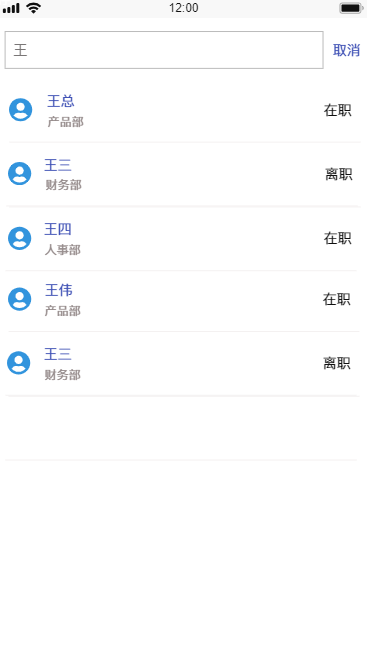 12:00
王
取消
王总
产品部
在职
王三
财务部
离职
王四
人事部
在职
王伟
产品部
在职
王三
财务部
离职